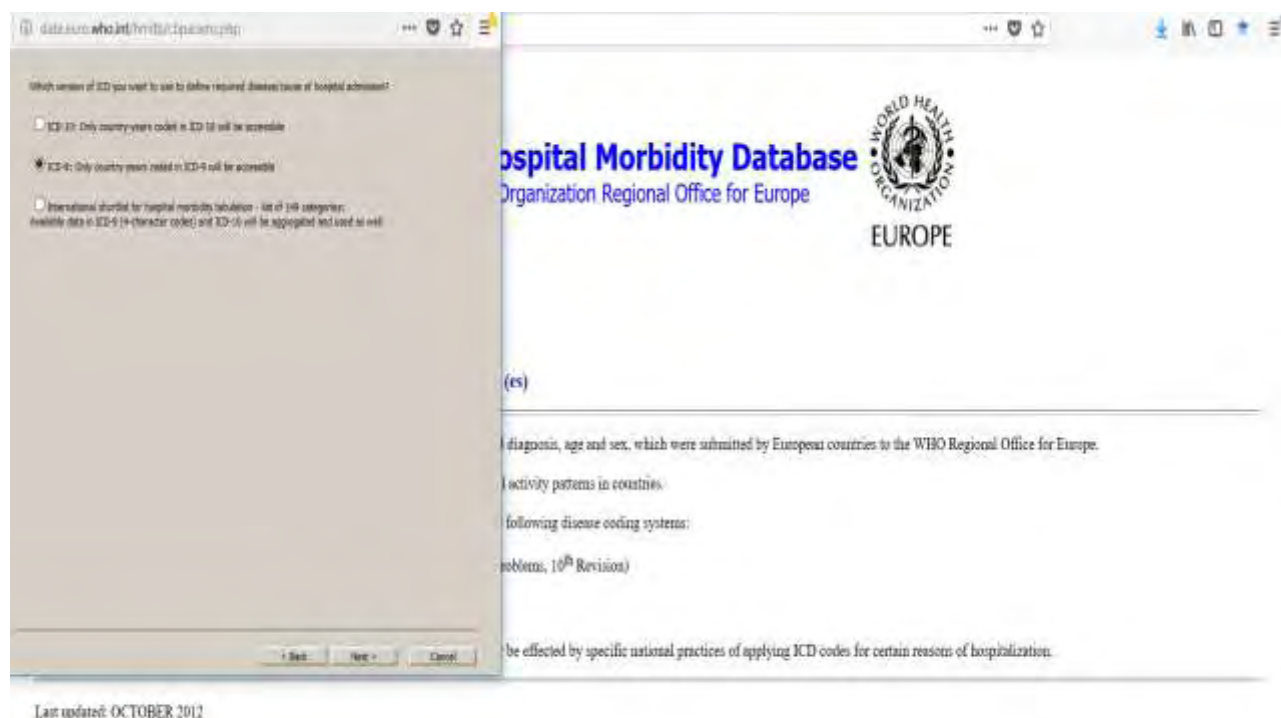 data.euro.who.int/hmdb/
Which version of ICD you want to use to define required disease/cause of hospital admission?
ICD-10: Only country-years coded in ICD-10 will be accessible
ICD-9: Only country-years coded in ICD-9 will be accessible
International shortlist for hospital morbidity tabulation - list of 149 categories:
Available data in ICD-9 (4-character codes) and ICD-10 will be aggregated and used as well
< Back
Next >
Cancel
ospital Morbidity Database
Organization Regional Office for Europe
WORLD HEALTH
ORGANIZATION
EUROPE
(es)
diagnosis, age and sex, which were submitted by European countries to the WHO Regional Office for Europe.
activity patterns in countries.
following disease coding systems:
roblems, 10th Revision)
be effected by specific national practices of applying ICD codes for certain reasons of hospitalization.
Last updated: OCTOBER 2012